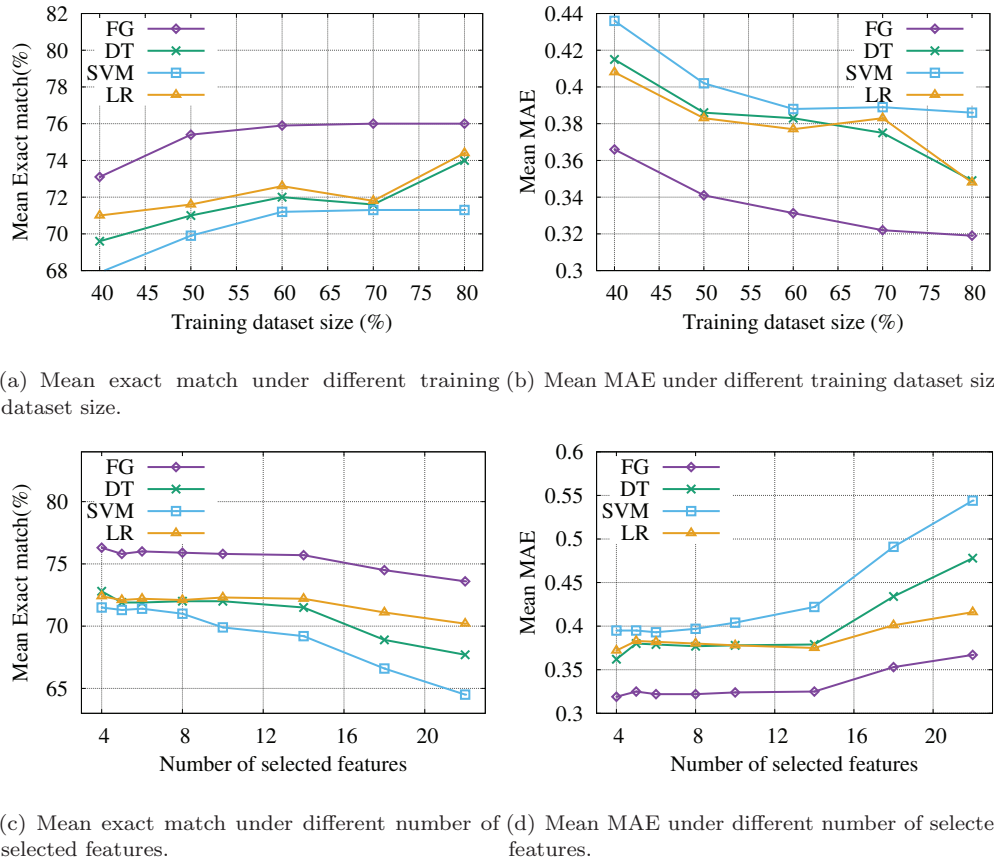 82
80
78
76
74
72
70
68
Mean Exact match(%)
FG
DT
SVM
LR
40 45 50 55 60 65 70 75 80
Training dataset size (%)
0.44
0.42
0.4
0.38
0.36
0.34
0.32
0.3
Mean MAE
FG
DT
SVM
LR
40 45 50 55 60 65 70 75 80
Training dataset size (%)
(a) Mean exact match under different training
dataset size.
(b) Mean MAE under different training dataset siz
80
75
70
65
Mean Exact match(%)
FG
DT
SVM
LR
4 8 12 16 20
Number of selected features
0.6
0.55
0.5
0.45
0.4
0.35
0.3
Mean MAE
FG
DT
SVM
LR
4 8 12 16 20
Number of selected features
(c) Mean exact match under different number of
selected features.
(d) Mean MAE under different number of selecte
features.